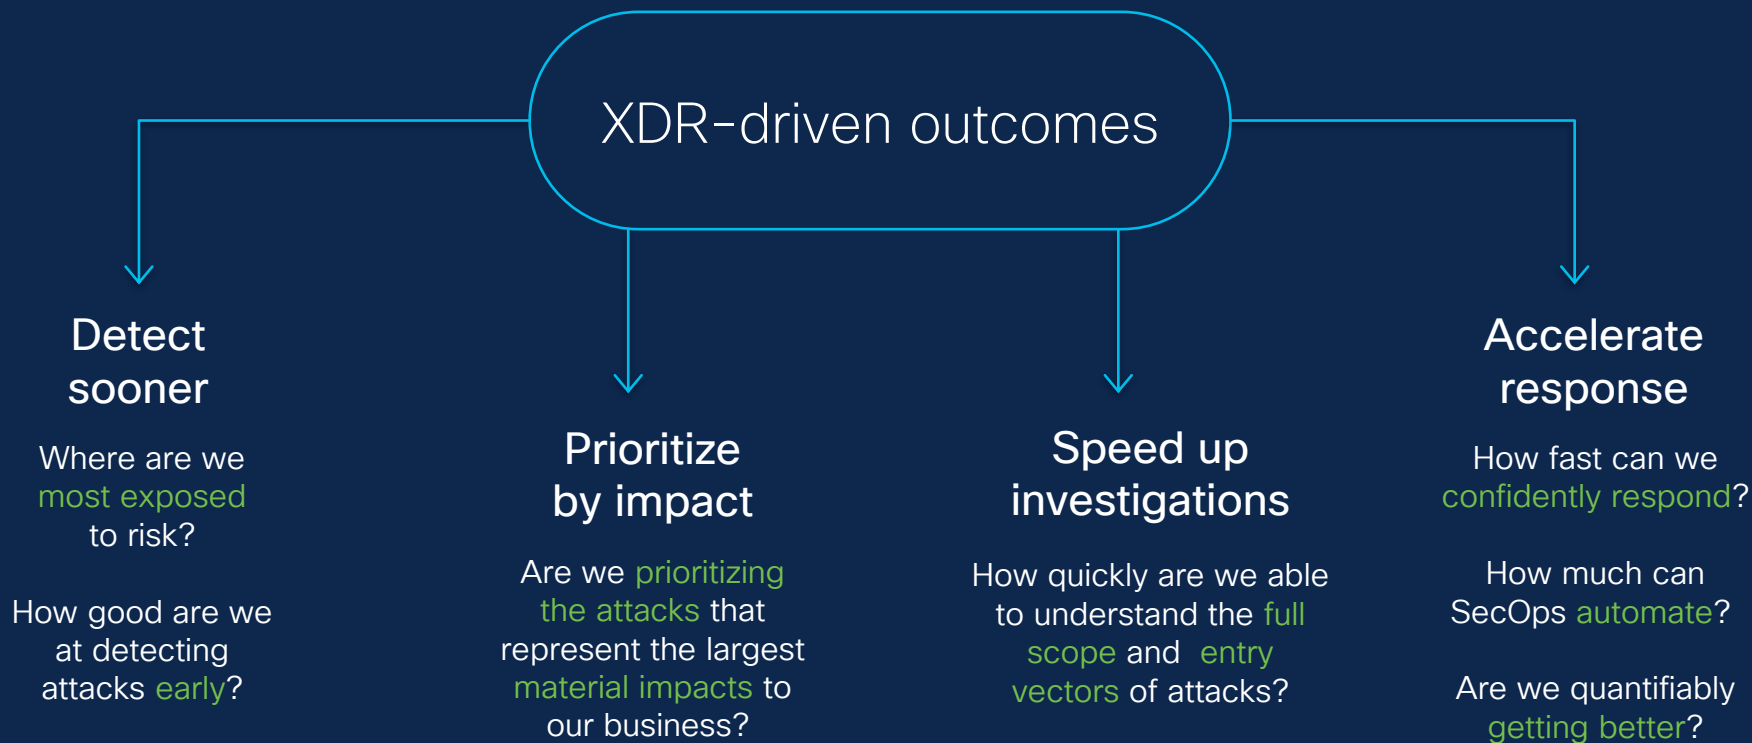 XDR-driven outcomes
Detect
sooner
Where are we
most exposed
to risk?
How good are we
at detecting
attacks early?
Prioritize
by impact
Are we prioritizing
the attacks that
represent the largest
material impacts to
our business?
Speed up
investigations
How quickly are we able
to understand the full
scope and entry
vectors of attacks?
Accelerate
response
How fast can we
confidently respond?
How much can
SecOps automate?
Are we quantifiably
getting better?